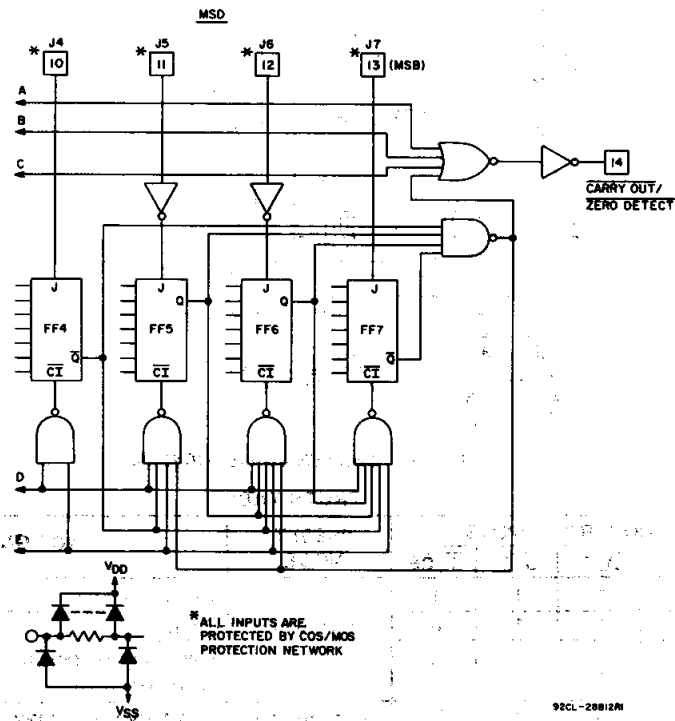 MSD
* J4 * J5 * J6 * J7
10 11 12 13 (MSB)
A
B
C
14
CARRY OUT/
ZERO DETECT
J J Q J Q J
FF4 FF5 FF6 FF7
Q Q
CI CI CI CI
D
E
VDD
* ALL INPUTS ARE
PROTECTED BY COS/MOS
PROTECTION NETWORK
VSS
92CL-28812R1